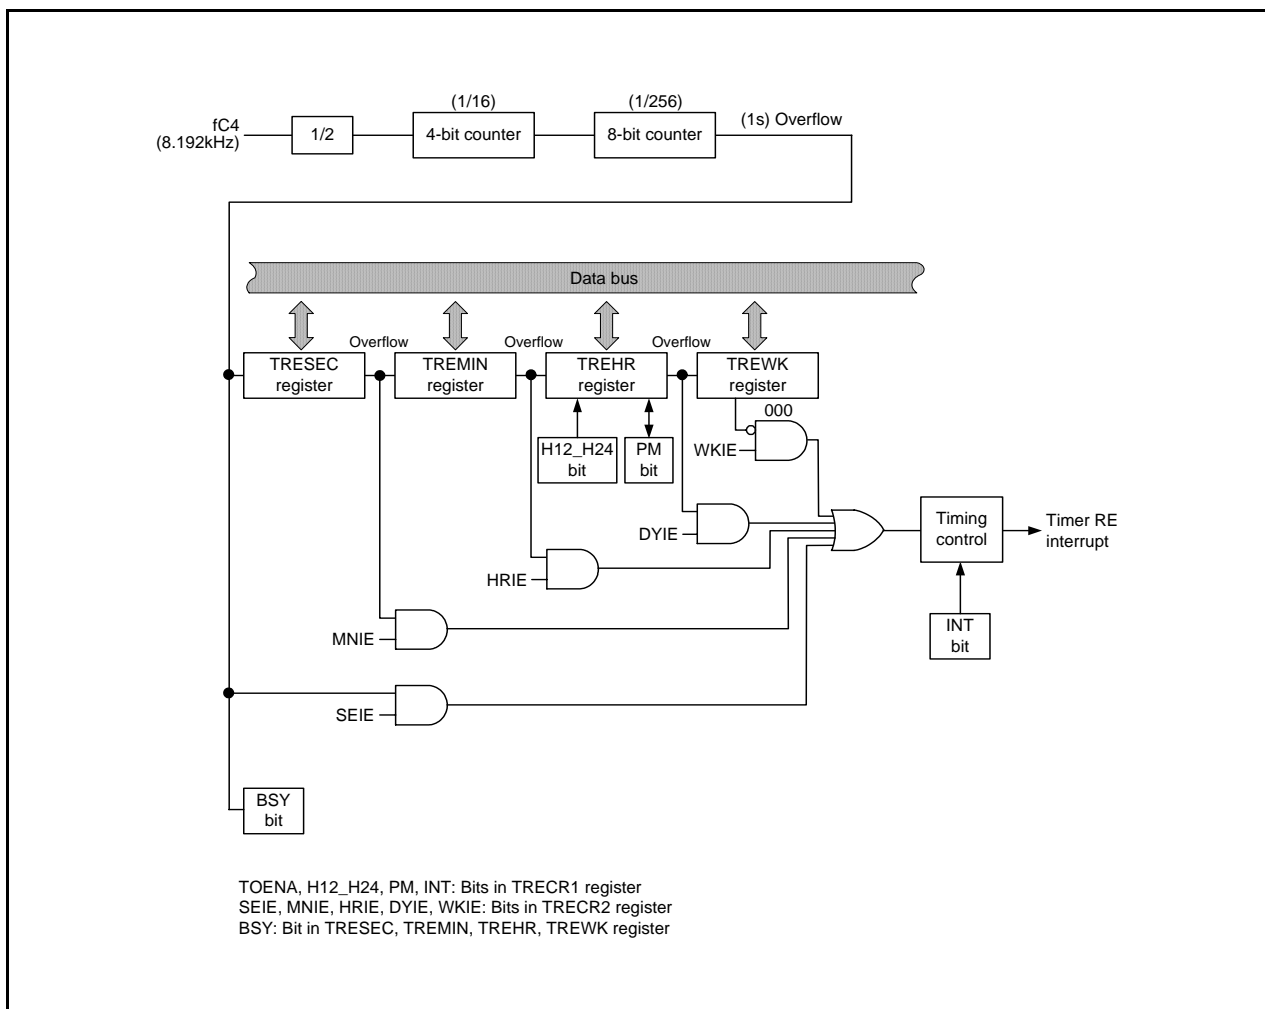 (1/16)
(1/256)
fC4
(8.192kHz)
1/2
4-bit counter
8-bit counter
(1s) Overflow
Data bus
Overflow
Overflow
Overflow
TRESEC
register
TREMIN
register
TREHR
register
TREWK
register
000
H12_H24
bit
PM
bit
WKIE
DYIE
HRIE
MNIE
SEIE
Timing
control
Timer RE
interrupt
INT
bit
BSY
bit
TOENA, H12_H24, PM, INT: Bits in TRECR1 register
SEIE, MNIE, HRIE, DYIE, WKIE: Bits in TRECR2 register
BSY: Bit in TRESEC, TREMIN, TREHR, TREWK register